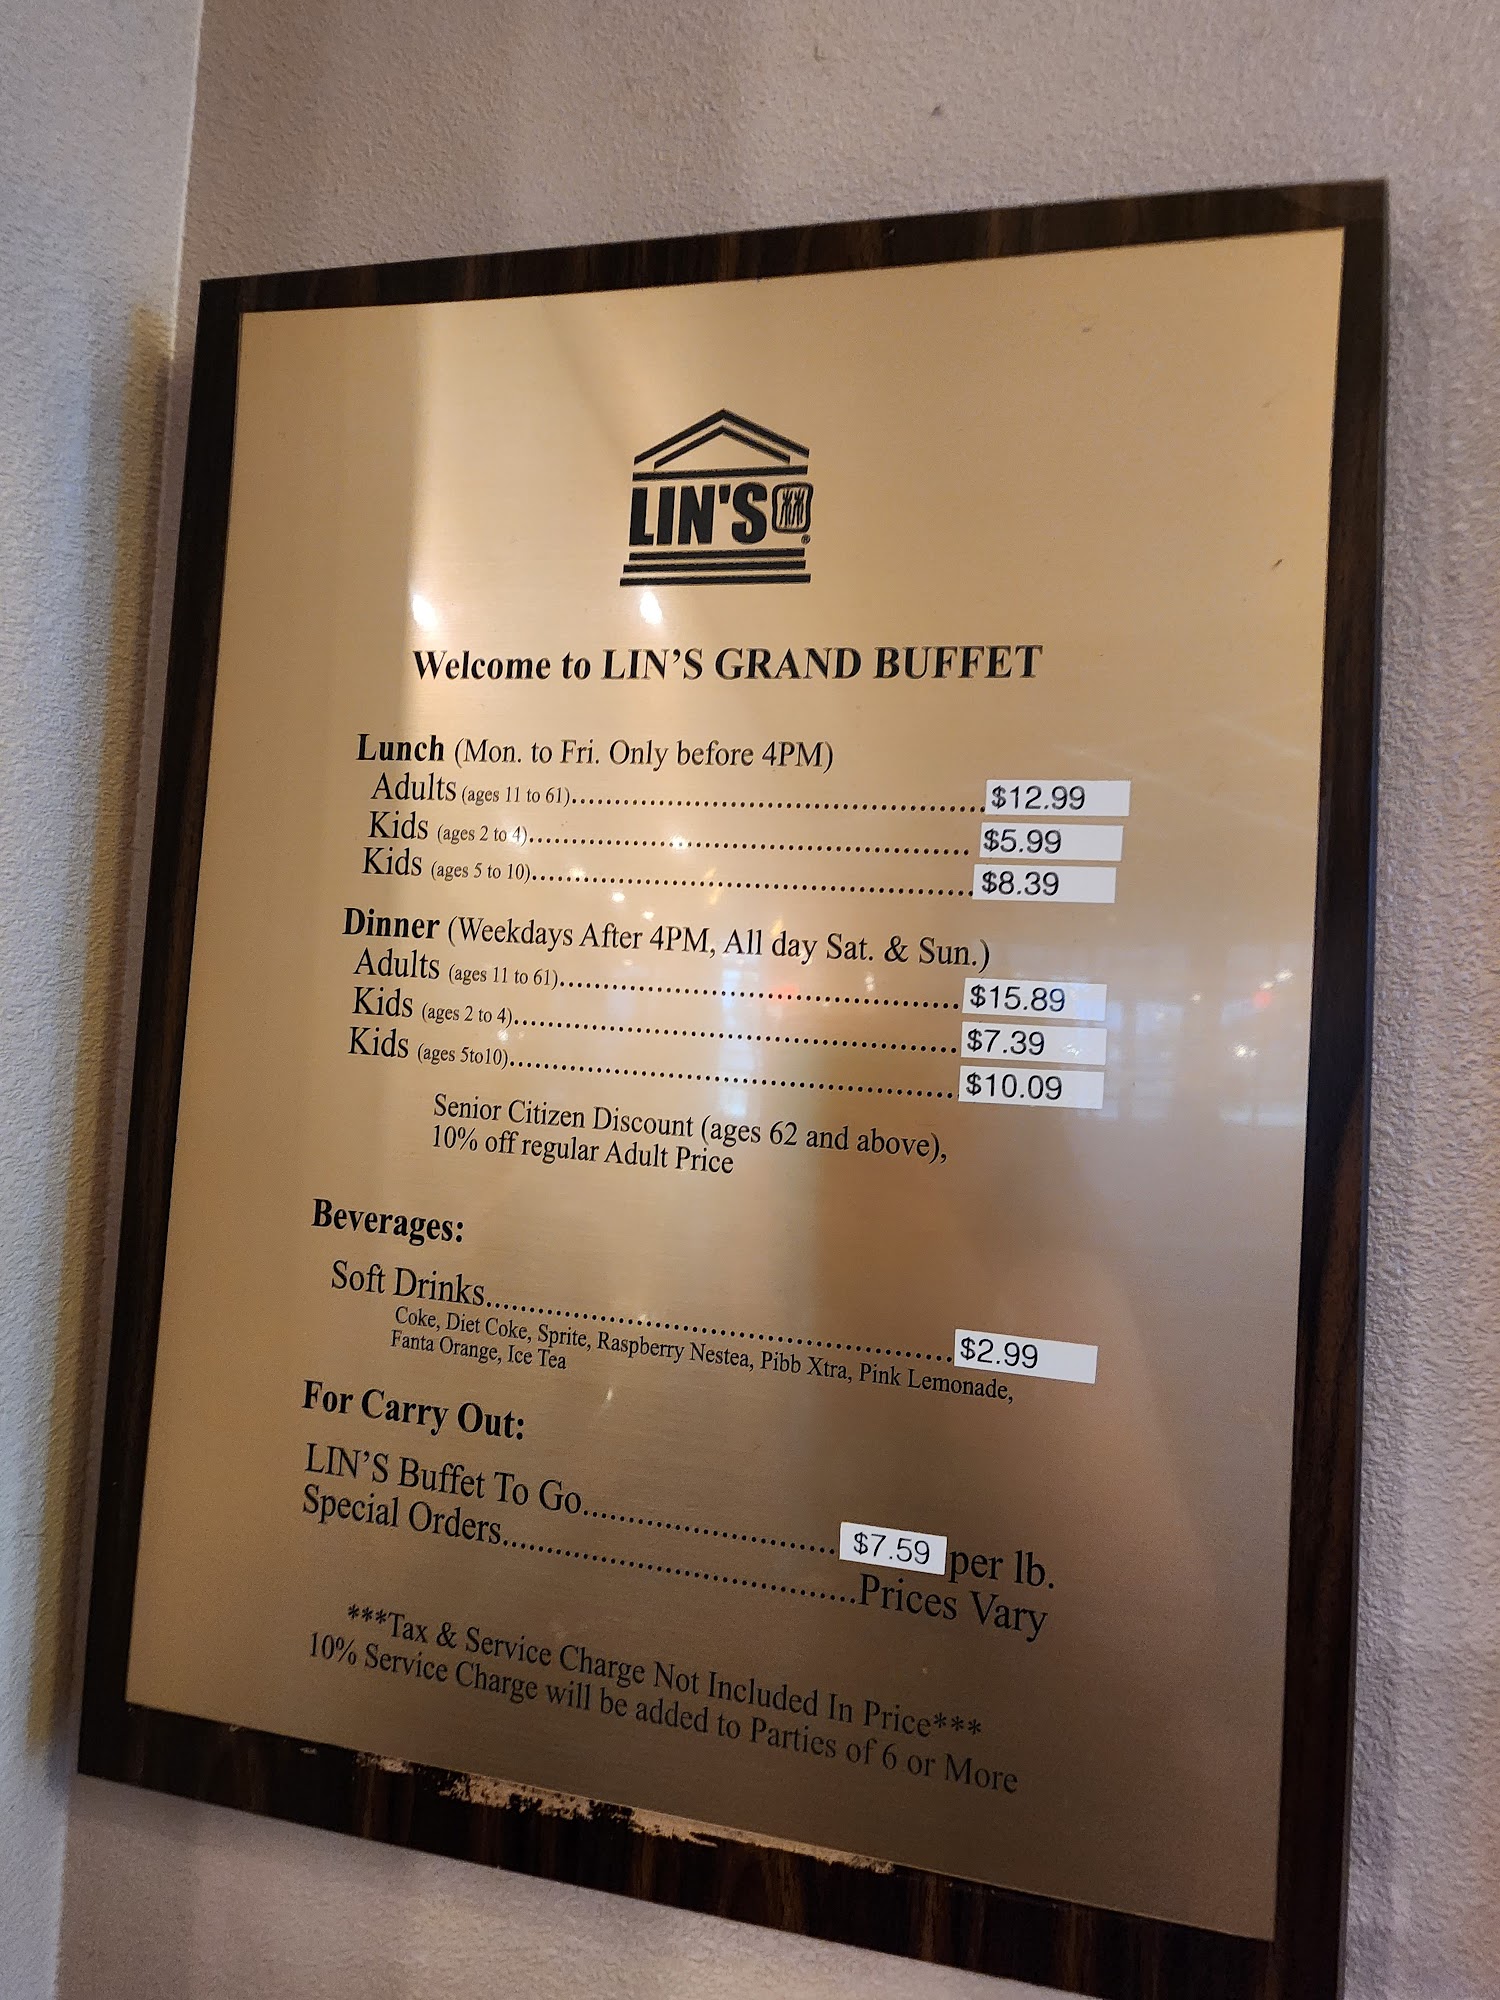 LIN'S林®
Welcome to LIN'S GRAND BUFFET
Lunch (Mon. to Fri. Only before 4PM)
Adults (ages 11 to 61)........................................................$12.99
Kids (ages 2 to 4)........................................................$5.99
Kids (ages 5 to 10)........................................................$8.39
Dinner (Weekdays After 4PM, All day Sat. & Sun.)
Adults (ages 11 to 61)........................................................$15.89
Kids (ages 2 to 4)........................................................$7.39
Kids (ages 5to10)........................................................$10.09
Senior Citizen Discount (ages 62 and above),
10% off regular Adult Price
Beverages:
Soft Drinks........................................................$2.99
Coke, Diet Coke, Sprite, Raspberry Nestea, Pibb Xtra, Pink Lemonade,
Fanta Orange, Ice Tea
For Carry Out:
LIN'S Buffet To Go..............................$7.59 per lb.
Special Orders..........................................Prices Vary
***Tax & Service Charge Not Included In Price***
10% Service Charge will be added to Parties of 6 or More